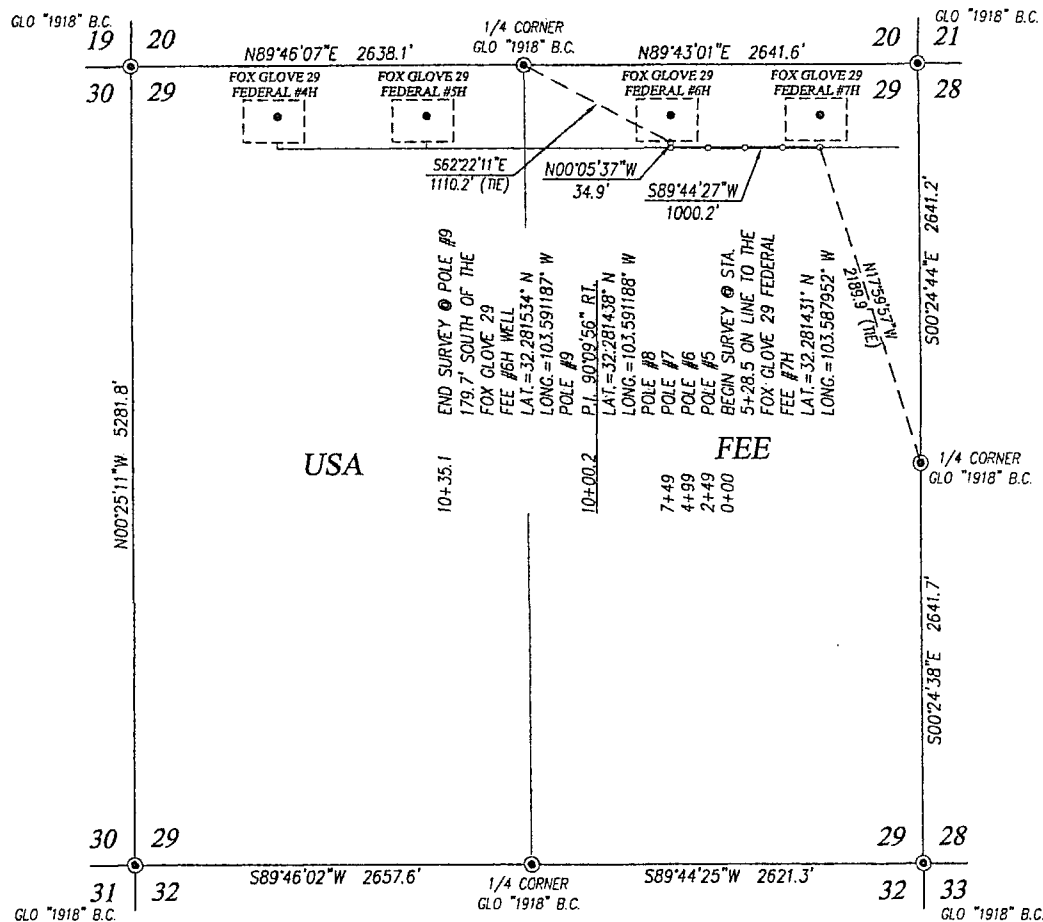 GLO "1918" B.C.
19 20
30 29
N89°46'07"E 2638.1'
1/4 CORNER
GLO "1918" B.C.
N89°43'01"E 2641.6'
GLO "1918" B.C.
20 21
29 28
FOX GLOVE 29
FEDERAL #4H
FOX GLOVE 29
FEDERAL #5H
FOX GLOVE 29
FEDERAL #6H
FOX GLOVE 29
FEDERAL #7H
S62°22'11"E
1110.2' (TIE)
N00°05'37"W
34.9'
S89°44'27"W
1000.2'
S00°24'44"E 2641.2'
N17°59'57"W
2189.9' (TIE)
N00°25'11"W 5281.8'
END SURVEY @ POLE #9
179.7' SOUTH OF THE
FOX GLOVE 29
FEE #6H WELL
LAT.=32.281534° N
LONG.=103.591187° W
10+35.1 POLE #9
10+00.2 P.I. 90°09'56" RT.
LAT.=32.281438° N
LONG.=103.591188° W
POLE #8
7+49 POLE #7
4+99 POLE #6
2+49 POLE #5
0+00 BEGIN SURVEY @ STA.
5+28.5 ON LINE TO THE
FOX GLOVE 29 FEDERAL
FEE #7H
LAT.=32.281431° N
LONG.=103.587952° W
USA
FEE
1/4 CORNER
GLO "1918" B.C.
S00°24'38"E 2641.7'
30 29
31 32
GLO "1918" B.C.
S89°46'02"W 2657.6'
1/4 CORNER
GLO "1918" B.C.
S89°44'25"W 2621.3'
29 28
32 33
GLO "1918" B.C.